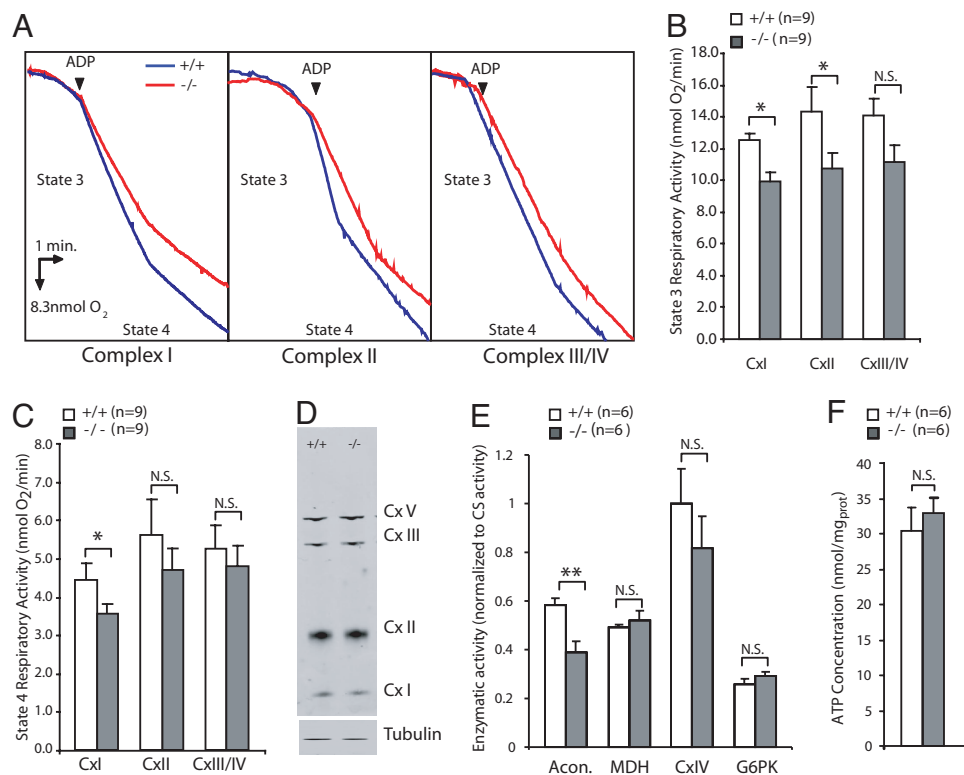 A
ADP
+/+
-/-
State 3
1 min.
8.3nmol O2
State 4
Complex I
ADP
State 3
State 4
Complex II
ADP
State 3
State 4
Complex III/IV
B
+/+ (n=9)
-/- (n=9)
State 3 Respiratory Activity (nmol O2/min)
18.0
16.0
14.0
12.0
10.0
8.0
6.0
4.0
2.0
0.0
*
*
N.S.
CxI
CxII
CxIII/IV
C
+/+ (n=9)
-/- (n=9)
State 4 Respiratory Activity (nmol O2/min)
8.0
7.0
6.0
5.0
4.0
3.0
2.0
1.0
0.0
*
N.S.
N.S.
CxI
CxII
CxIII/IV
D
+/+
-/-
Cx V
Cx III
Cx II
Cx I
Tubulin
E
+/+ (n=6)
-/- (n=6)
Enzymatic activity (normalized to CS activity)
1.2
1
0.8
0.6
0.4
0.2
0
**
N.S.
N.S.
N.S.
Acon.
MDH
CxIV
G6PK
F
+/+ (n=6)
-/- (n=6)
ATP Concentration (nmol/mgprot)
40
35
30
25
20
15
10
5
0
N.S.